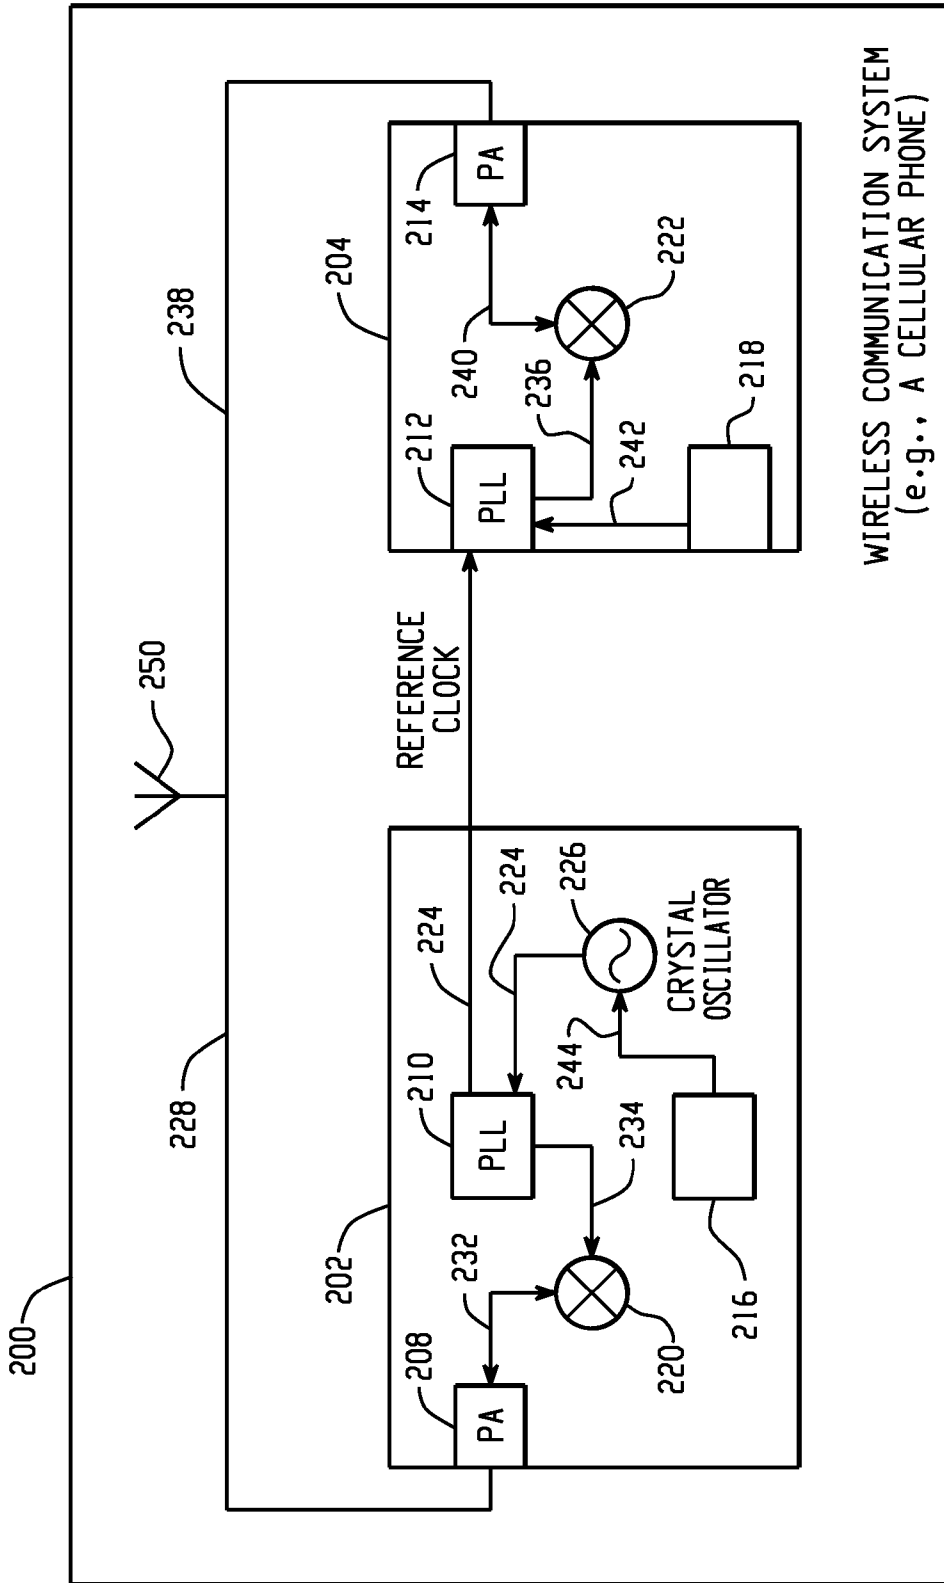 200
250
228
238
202
204
208
232
PA
210
PLL
224
224
REFERENCE
CLOCK
212
PLL
240
214
PA
220
234
244
226
236
222
216
CRYSTAL
OSCILLATOR
242
218
WIRELESS COMMUNICATION SYSTEM
(e.g., A CELLULAR PHONE)